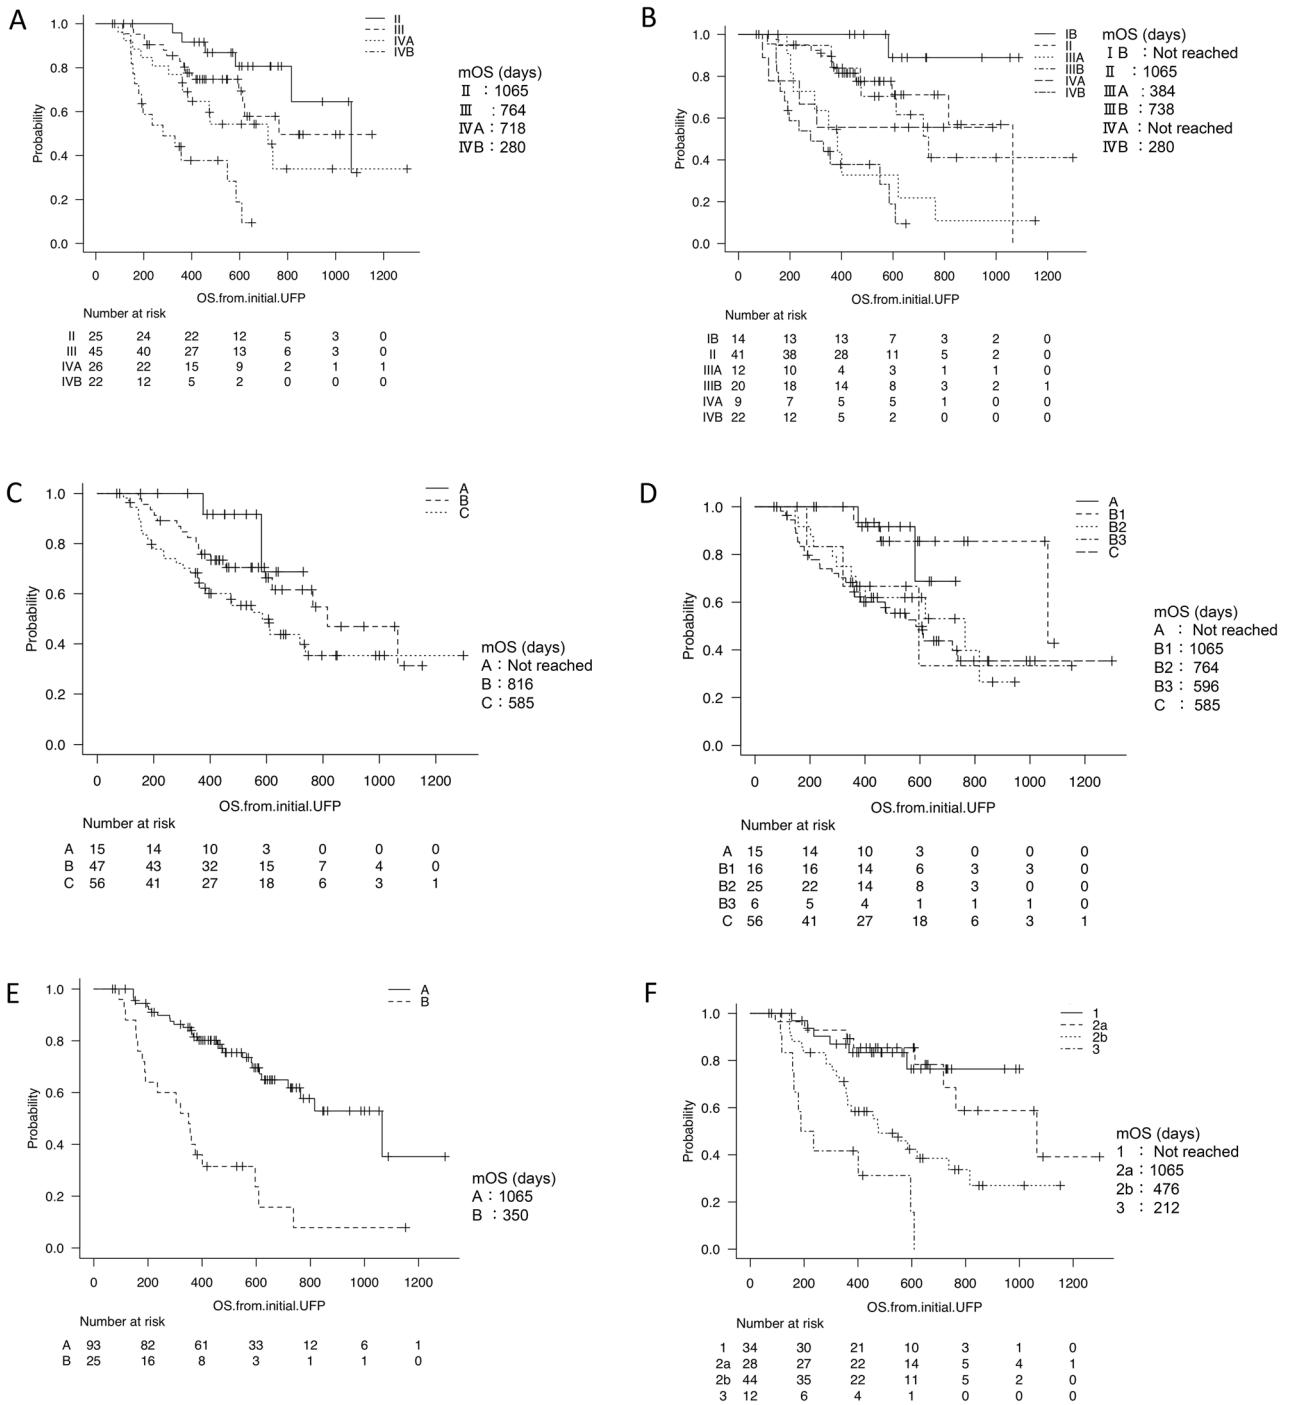 A
II
III
IVA
IVB
1.0
0.8
0.6
0.4
0.2
0.0
Probability
0 200 400 600 800 1000 1200
OS.from.initial.UFP
mOS (days)
Ⅱ : 1065
Ⅲ : 764
ⅣA : 718
ⅣB : 280
Number at risk
II 25 24 22 12 5 3 0
III 45 40 27 13 6 3 0
IVA 26 22 15 9 2 1 1
IVB 22 12 5 2 0 0 0
B
IB
II
IIIA
IIIB
IVA
IVB
1.0
0.8
0.6
0.4
0.2
0.0
Probability
0 200 400 600 800 1000 1200
OS.from.initial.UFP
mOS (days)
ⅠB : Not reached
Ⅱ : 1065
ⅢA : 384
ⅢB : 738
ⅣA : Not reached
ⅣB : 280
Number at risk
IB 14 13 13 7 3 2 0
II 41 38 28 11 5 2 0
IIIA 12 10 4 3 1 1 0
IIIB 20 18 14 8 3 2 1
IVA 9 7 5 5 1 0 0
IVB 22 12 5 2 0 0 0
C
A
B
C
1.0
0.8
0.6
0.4
0.2
0.0
Probability
0 200 400 600 800 1000 1200
OS.from.initial.UFP
mOS (days)
A : Not reached
B : 816
C : 585
Number at risk
A 15 14 10 3 0 0 0
B 47 43 32 15 7 4 0
C 56 41 27 18 6 3 1
D
A
B1
B2
B3
C
1.0
0.8
0.6
0.4
0.2
0.0
Probability
0 200 400 600 800 1000 1200
OS.from.initial.UFP
mOS (days)
A : Not reached
B1 : 1065
B2 : 764
B3 : 596
C : 585
Number at risk
A 15 14 10 3 0 0 0
B1 16 16 14 6 3 3 0
B2 25 22 14 8 3 0 0
B3 6 5 4 1 1 1 0
C 56 41 27 18 6 3 1
E
A
B
1.0
0.8
0.6
0.4
0.2
0.0
Probability
0 200 400 600 800 1000 1200
OS.from.initial.UFP
mOS (days)
A : 1065
B : 350
Number at risk
A 93 82 61 33 12 6 1
B 25 16 8 3 1 1 0
F
1
2a
2b
3
1.0
0.8
0.6
0.4
0.2
0.0
Probability
0 200 400 600 800 1000 1200
OS.from.initial.UFP
mOS (days)
1 : Not reached
2a : 1065
2b : 476
3 : 212
Number at risk
1 34 30 21 10 3 1 0
2a 28 27 22 14 5 4 1
2b 44 35 22 11 5 2 0
3 12 6 4 1 0 0 0